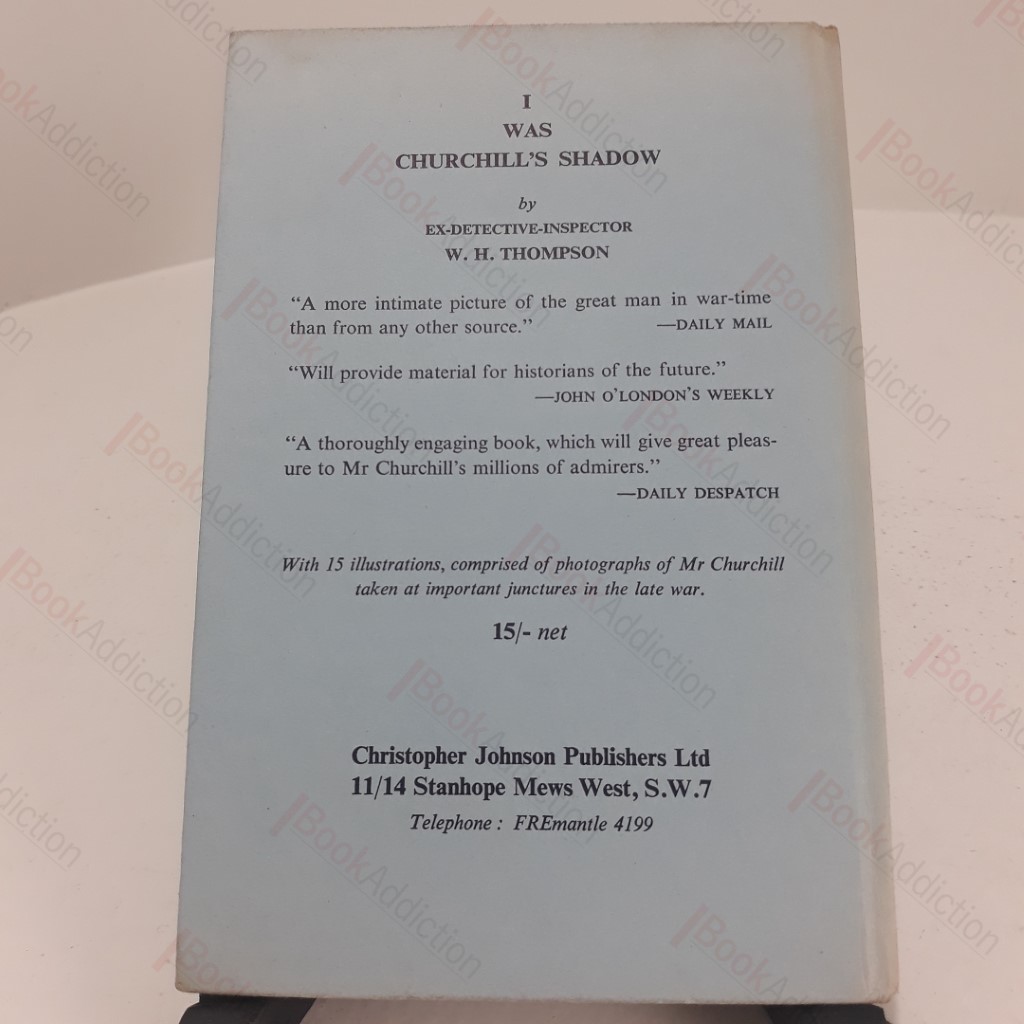 I
WAS
CHURCHILL'S SHADOW
by
EX-DETECTIVE-INSPECTOR
W. H. THOMPSON
“A more intimate picture of the great man in war-time
than from any other source.” —DAILY MAIL
“Will provide material for historians of the future.”
—JOHN O'LONDON'S WEEKLY
“A thoroughly engaging book, which will give great pleas-
ure to Mr Churchill's millions of admirers.”
—DAILY DESPATCH
With 15 illustrations, comprised of photographs of Mr Churchill
taken at important junctures in the late war.
15/- net
Christopher Johnson Publishers Ltd
11/14 Stanhope Mews West, S.W.7
Telephone : FREmantle 4199
BookAddiction